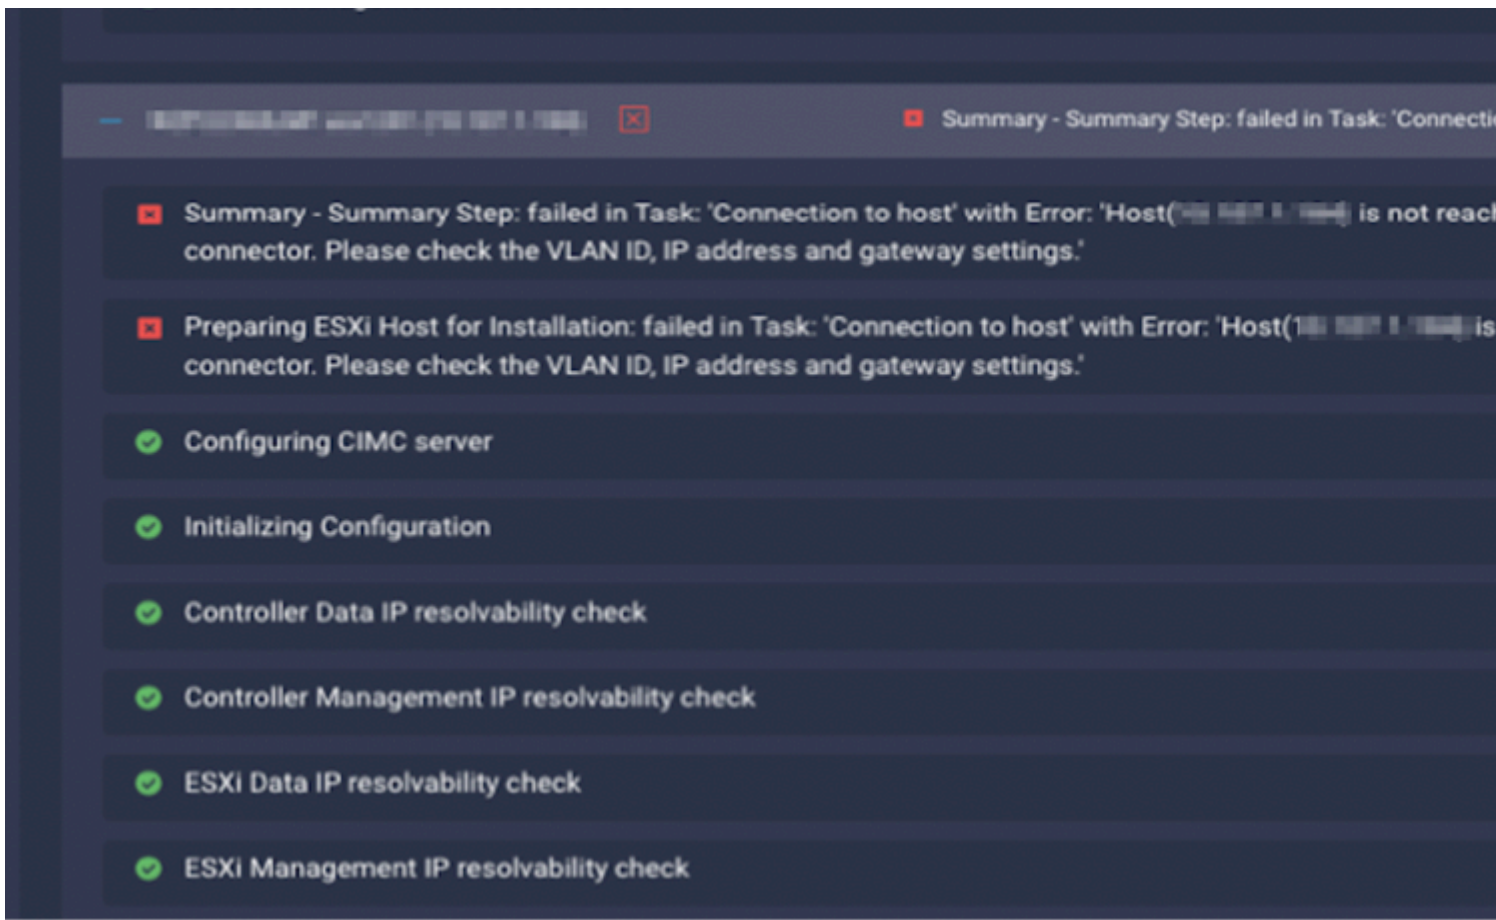 Summary - Summary Step: failed in Task: 'Connecti
Summary - Summary Step: failed in Task: 'Connection to host' with Error: 'Host( is not reach
connector. Please check the VLAN ID, IP address and gateway settings.'
Preparing ESXi Host for Installation: failed in Task: 'Connection to host' with Error: 'Host(1 is
connector. Please check the VLAN ID, IP address and gateway settings.'
Configuring CIMC server
Initializing Configuration
Controller Data IP resolvability check
Controller Management IP resolvability check
ESXi Data IP resolvability check
ESXi Management IP resolvability check